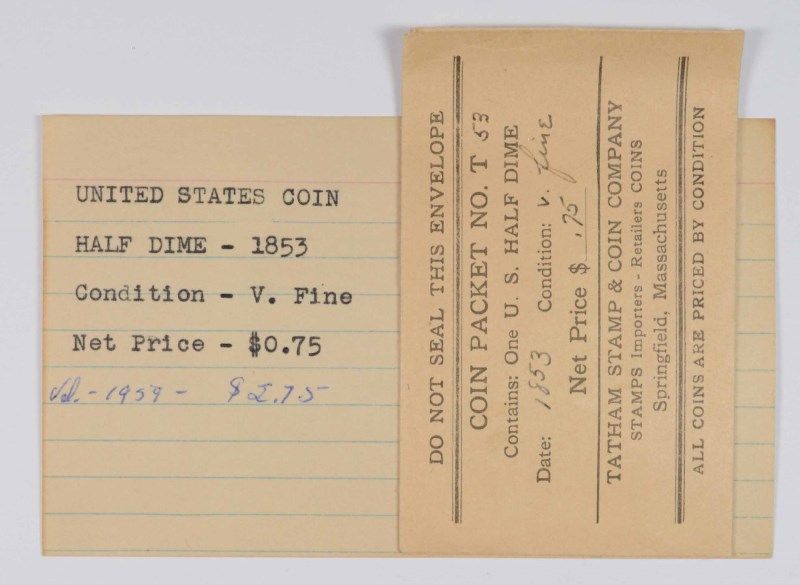 UNITED STATES COIN
HALF DIME - 1853
Condition - V. Fine
Net Price - $0.75
Val. - 1959 - $2.75
DO NOT SEAL THIS ENVELOPE
COIN PACKET NO. T 53
Contains: One U. S. HALF DIME
Date: 1853 Condition: v. fine
Net Price $ .75
TATHAM STAMP & COIN COMPANY
STAMPS Importers - Retailers COINS
Springfield, Massachusetts
ALL COINS ARE PRICED BY CONDITION